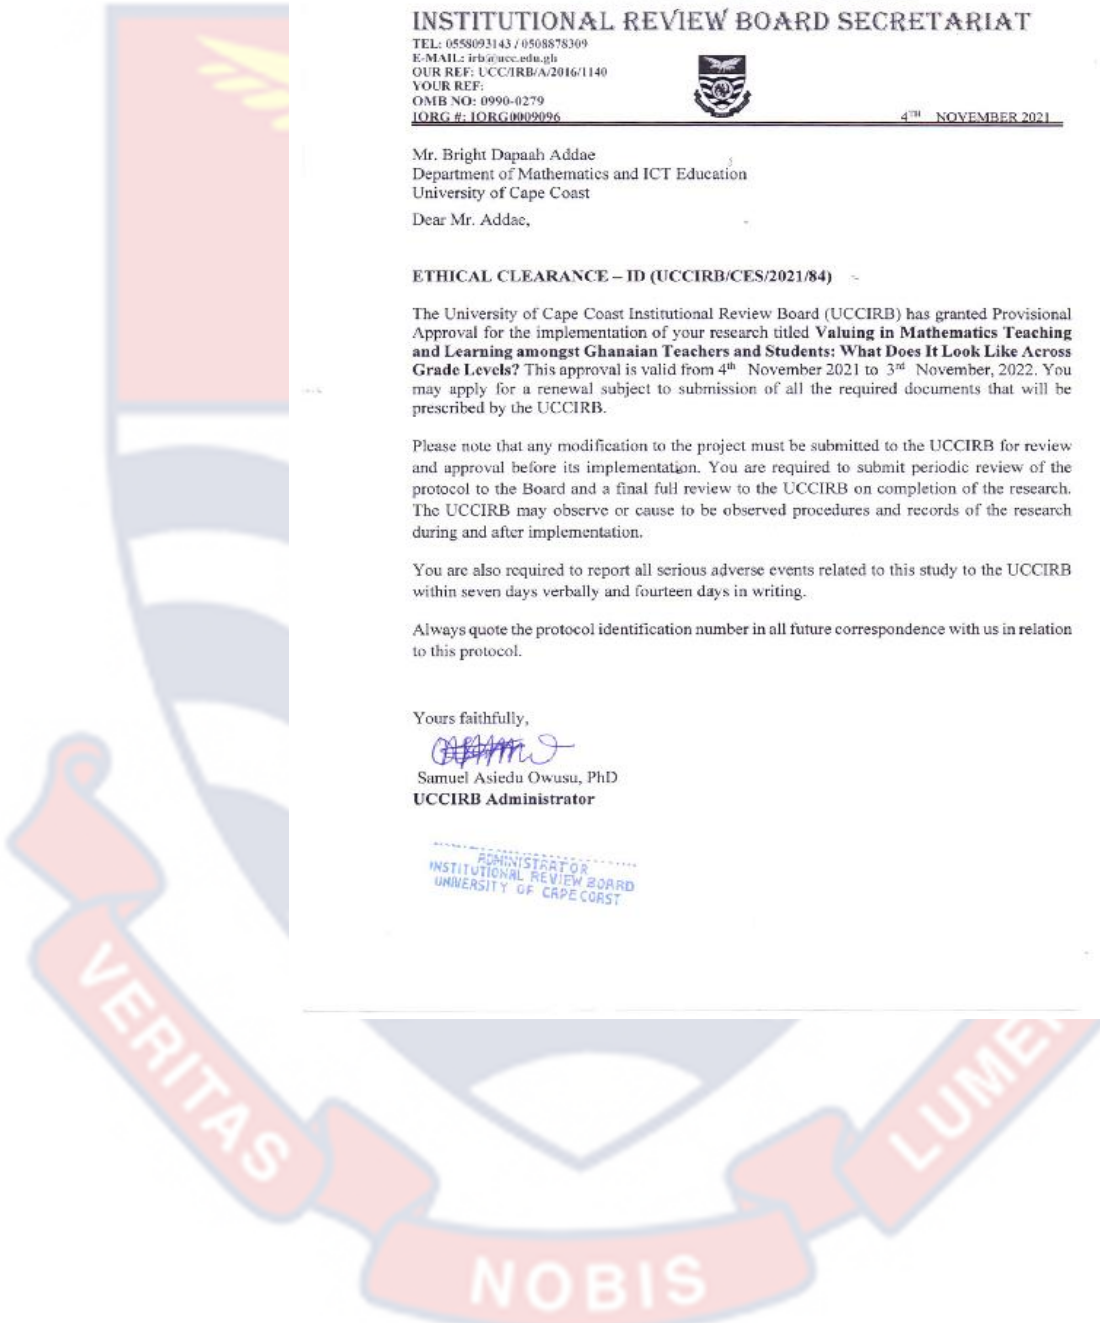 INSTITUTIONAL REVIEW BOARD SECRETARIAT
TEL: 0558093143 / 0508878309
E-MAIL: irb@ucc.edu.gh
OUR REF: UCC/IRB/A/2016/1140
YOUR REF:
OMB NO: 0990-0279
IORG #: IORG0009096
4TH NOVEMBER 2021
Mr. Bright Dapaah Addae
Department of Mathematics and ICT Education
University of Cape Coast
Dear Mr. Addae,
ETHICAL CLEARANCE – ID (UCCIRB/CES/2021/84)
The University of Cape Coast Institutional Review Board (UCCIRB) has granted Provisional
Approval for the implementation of your research titled Valuing in Mathematics Teaching
and Learning amongst Ghanaian Teachers and Students: What Does It Look Like Across
Grade Levels? This approval is valid from 4th November 2021 to 3rd November, 2022. You
may apply for a renewal subject to submission of all the required documents that will be
prescribed by the UCCIRB.
Please note that any modification to the project must be submitted to the UCCIRB for review
and approval before its implementation. You are required to submit periodic review of the
protocol to the Board and a final full review to the UCCIRB on completion of the research.
The UCCIRB may observe or cause to be observed procedures and records of the research
during and after implementation.
You are also required to report all serious adverse events related to this study to the UCCIRB
within seven days verbally and fourteen days in writing.
Always quote the protocol identification number in all future correspondence with us in relation
to this protocol.
Yours faithfully,
Samuel Asiedu Owusu, PhD
UCCIRB Administrator
ADMINISTRATOR
INSTITUTIONAL REVIEW BOARD
UNIVERSITY OF CAPE COAST
VERITAS
NOBIS
LUMEN